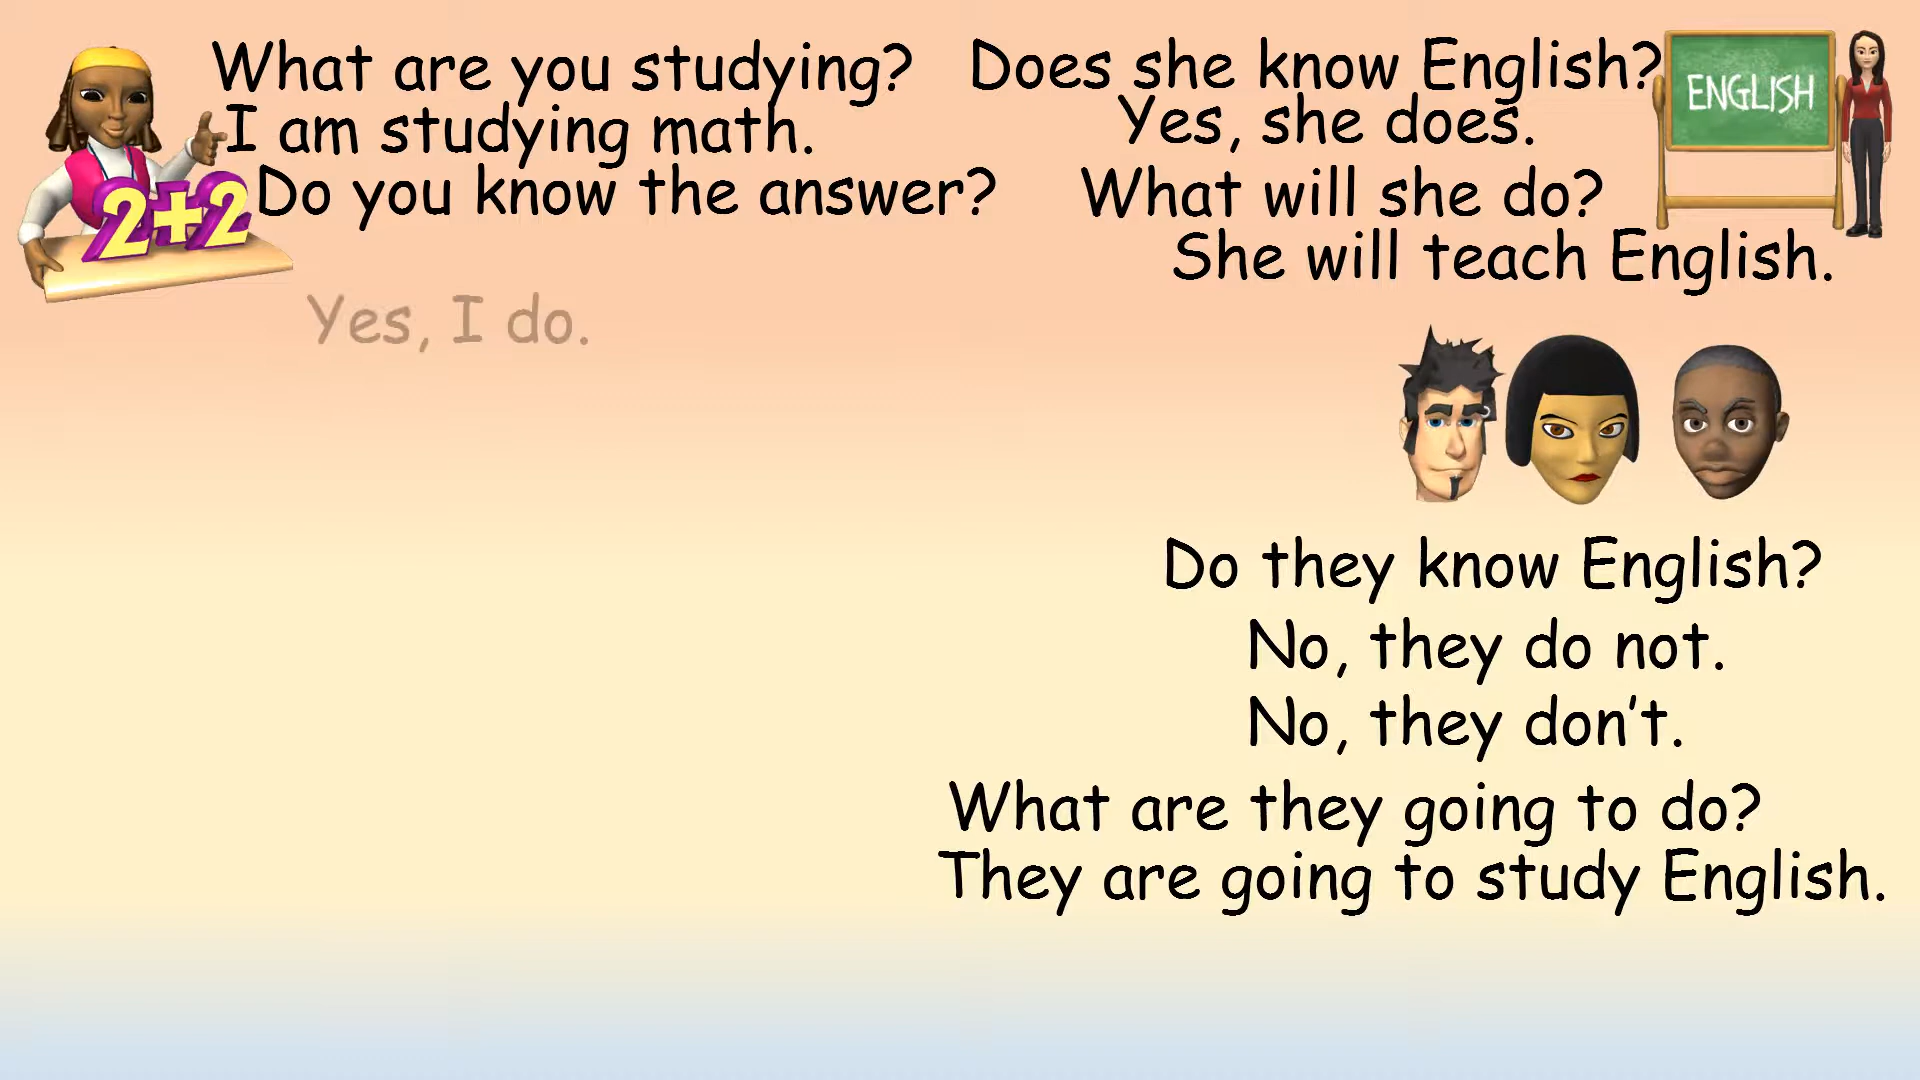 What are you studying?
I am studying math.
Do you know the answer?
2+2
Yes, I do.
Does she know English?
ENGLISH
Yes, she does.
What will she do?
She will teach English.
Do they know English?
No, they do not.
No, they don't.
What are they going to do?
They are going to study English.